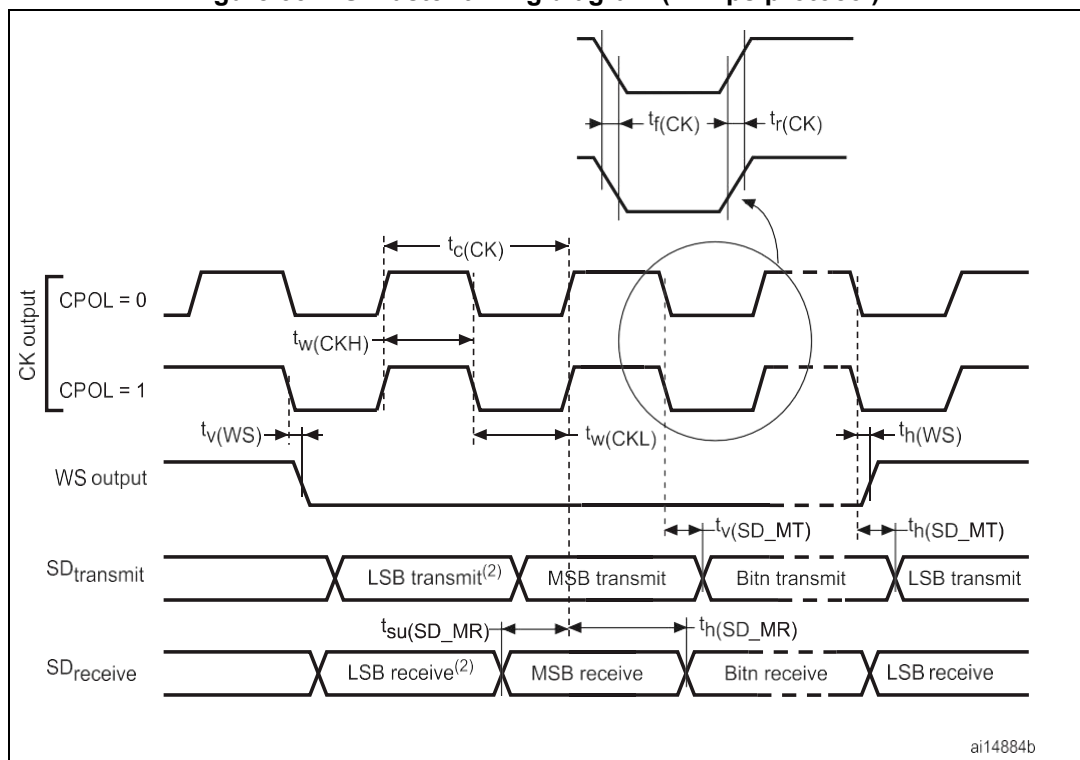 tf(CK)
tr(CK)
tc(CK)
CK output
CPOL = 0
tw(CKH)
CPOL = 1
tv(WS)
tw(CKL)
th(WS)
WS output
tv(SD_MT)
th(SD_MT)
SDtransmit
LSB transmit(2)
MSB transmit
Bitn transmit
LSB transmit
tsu(SD_MR)
th(SD_MR)
SDreceive
LSB receive(2)
MSB receive
Bitn receive
LSB receive
ai14884b